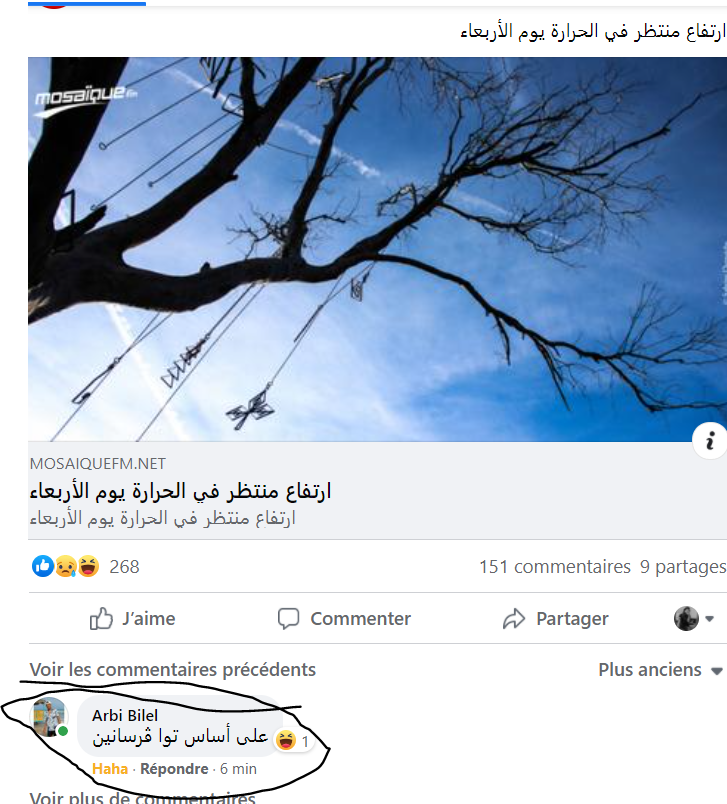 ارتفاع منتظر في الحرارة يوم الأربعاء
mosaïque fm
MOSAIQUEFM.NET
ارتفاع منتظر في الحرارة يوم الأربعاء
ارتفاع منتظر في الحرارة يوم الأربعاء
268 151 commentaires 9 partages
J'aime Commenter Partager
Voir les commentaires précédents Plus anciens
Arbi Bilel
على أساس توا ڨرسانين
1
Haha · Répondre · 6 min
Voir plus de commentaires